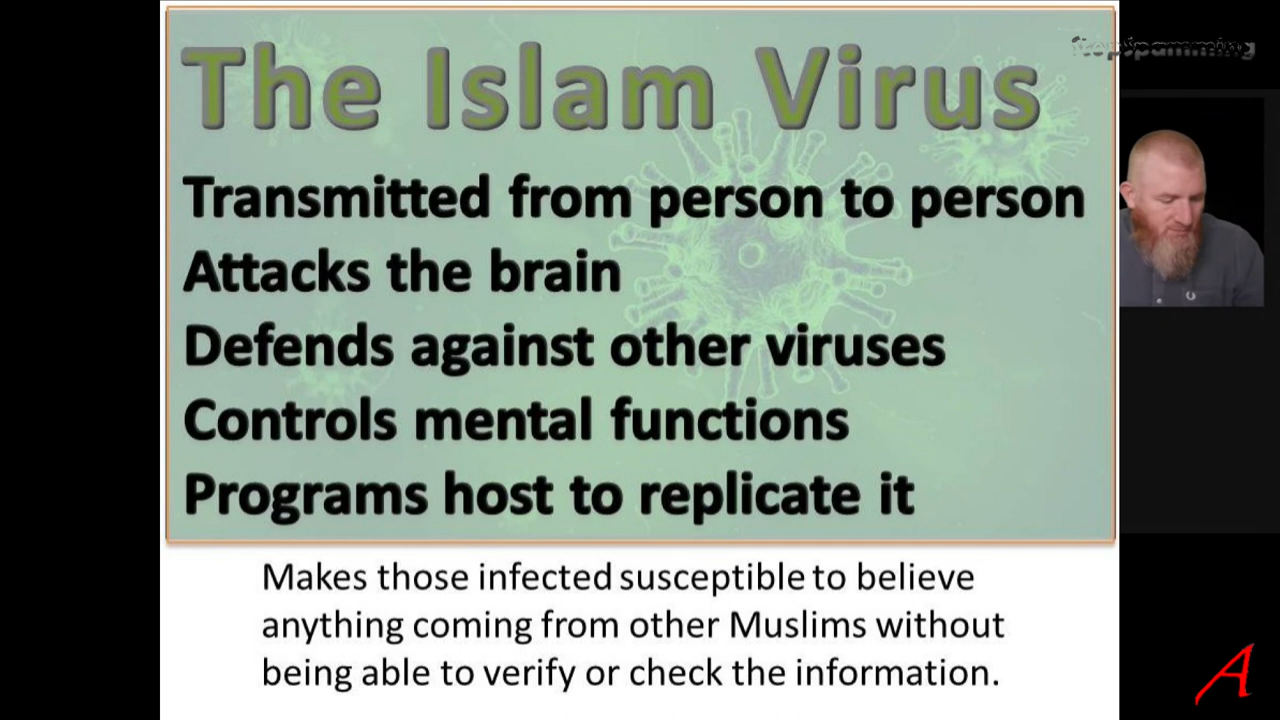 The Islam Virus
Transmitted from person to person
Attacks the brain
Defends against other viruses
Controls mental functions
Programs host to replicate it
Makes those infected susceptible to believe
anything coming from other Muslims without
being able to verify or check the information.
A